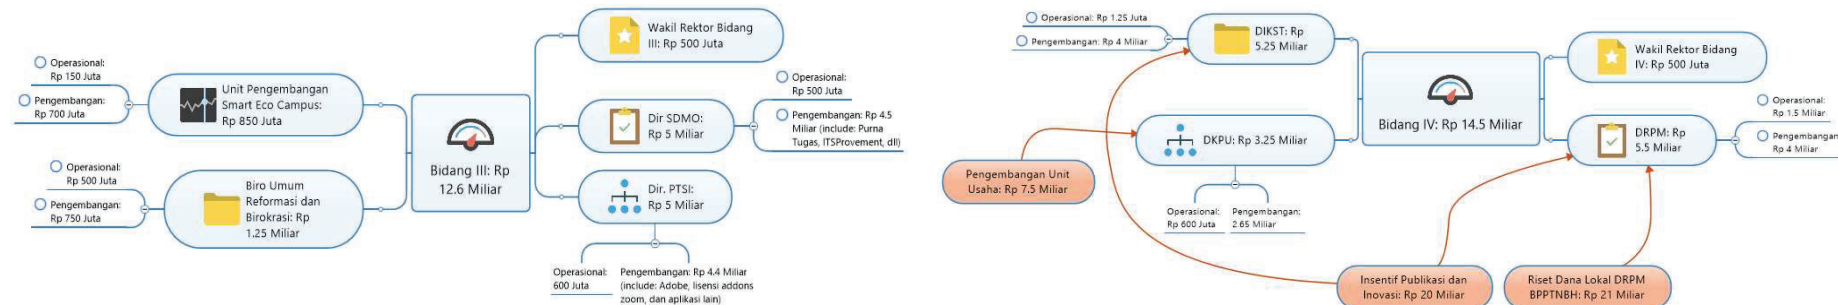 Wakil Rektor Bidang
III: Rp 500 Juta
Operasional:
Rp 150 Juta
Pengembangan:
Rp 700 Juta
Unit Pengembangan
Smart Eco Campus:
Rp 850 Juta
Operasional:
Rp 500 Juta
Pengembangan:
Rp 750 Juta
Biro Umum
Reformasi dan
Birokrasi: Rp
1.25 Miliar
Bidang III: Rp
12.6 Miliar
Dir SDMO:
Rp 5 Miliar
Operasional:
Rp 500 Juta
Pengembangan: Rp 4.5
Miliar (include: Purna
Tugas, ITSProvement, dll)
Dir. PTSI:
Rp 5 Miliar
Operasional:
600 Juta
Pengembangan: Rp 4.4 Miliar
(include: Adobe, lisensi addons
zoom, dan aplikasi lain)
Operasional: Rp 1.25 Juta
Pengembangan: Rp 4 Miliar
DIKST: Rp
5.25 Miliar
DKPU: Rp 3.25 Miliar
Operasional:
Rp 600 Juta
Pengembangan:
2.65 Miliar
Pengembangan Unit
Usaha: Rp 7.5 Miliar
Bidang IV: Rp 14.5 Miliar
Wakil Rektor Bidang
IV: Rp 500 Juta
DRPM: Rp
5.5 Miliar
Operasional:
Rp 1.5 Miliar
Pengembangan
Rp 4 Miliar
Insentif Publikasi dan
Inovasi: Rp 20 Miliar
Riset Dana Lokal DRPM
BPPTNBH: Rp 21 Miliar